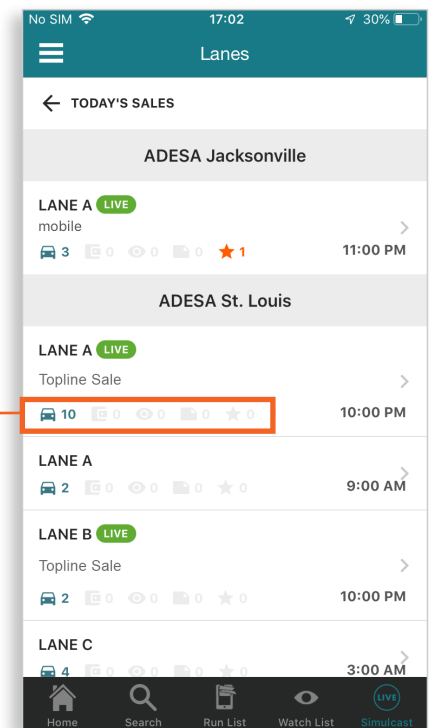 No SIM 17:02 30%
Lanes
TODAY'S SALES
ADESA Jacksonville
LANE A LIVE
mobile
3 0 0 0 1 11:00 PM
ADESA St. Louis
LANE A LIVE
Topline Sale
10 0 0 0 0 10:00 PM
LANE A
2 0 0 0 0 9:00 AM
LANE B LIVE
Topline Sale
2 0 0 0 0 10:00 PM
LANE C
4 0 0 0 0 3:00 AM
LIVE
Home Search Run List Watch List Simulcast